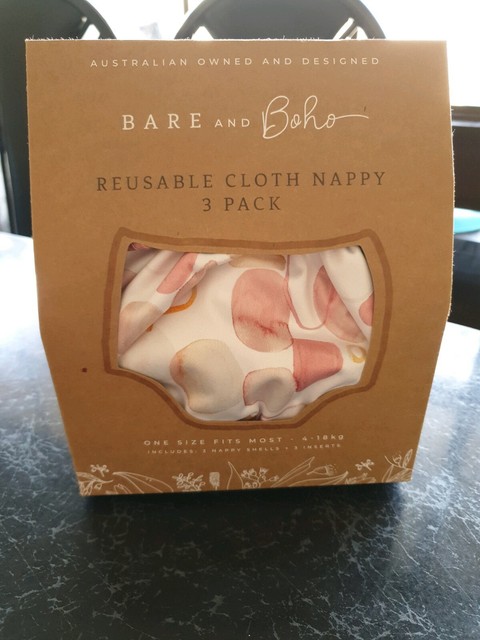 AUSTRALIAN OWNED AND DESIGNED
BARE AND Boho
REUSABLE CLOTH NAPPY
3 PACK
ONE SIZE FITS MOST - 4-18kg
INCLUDES: 3 NAPPY SHELLS + 3 INSERTS